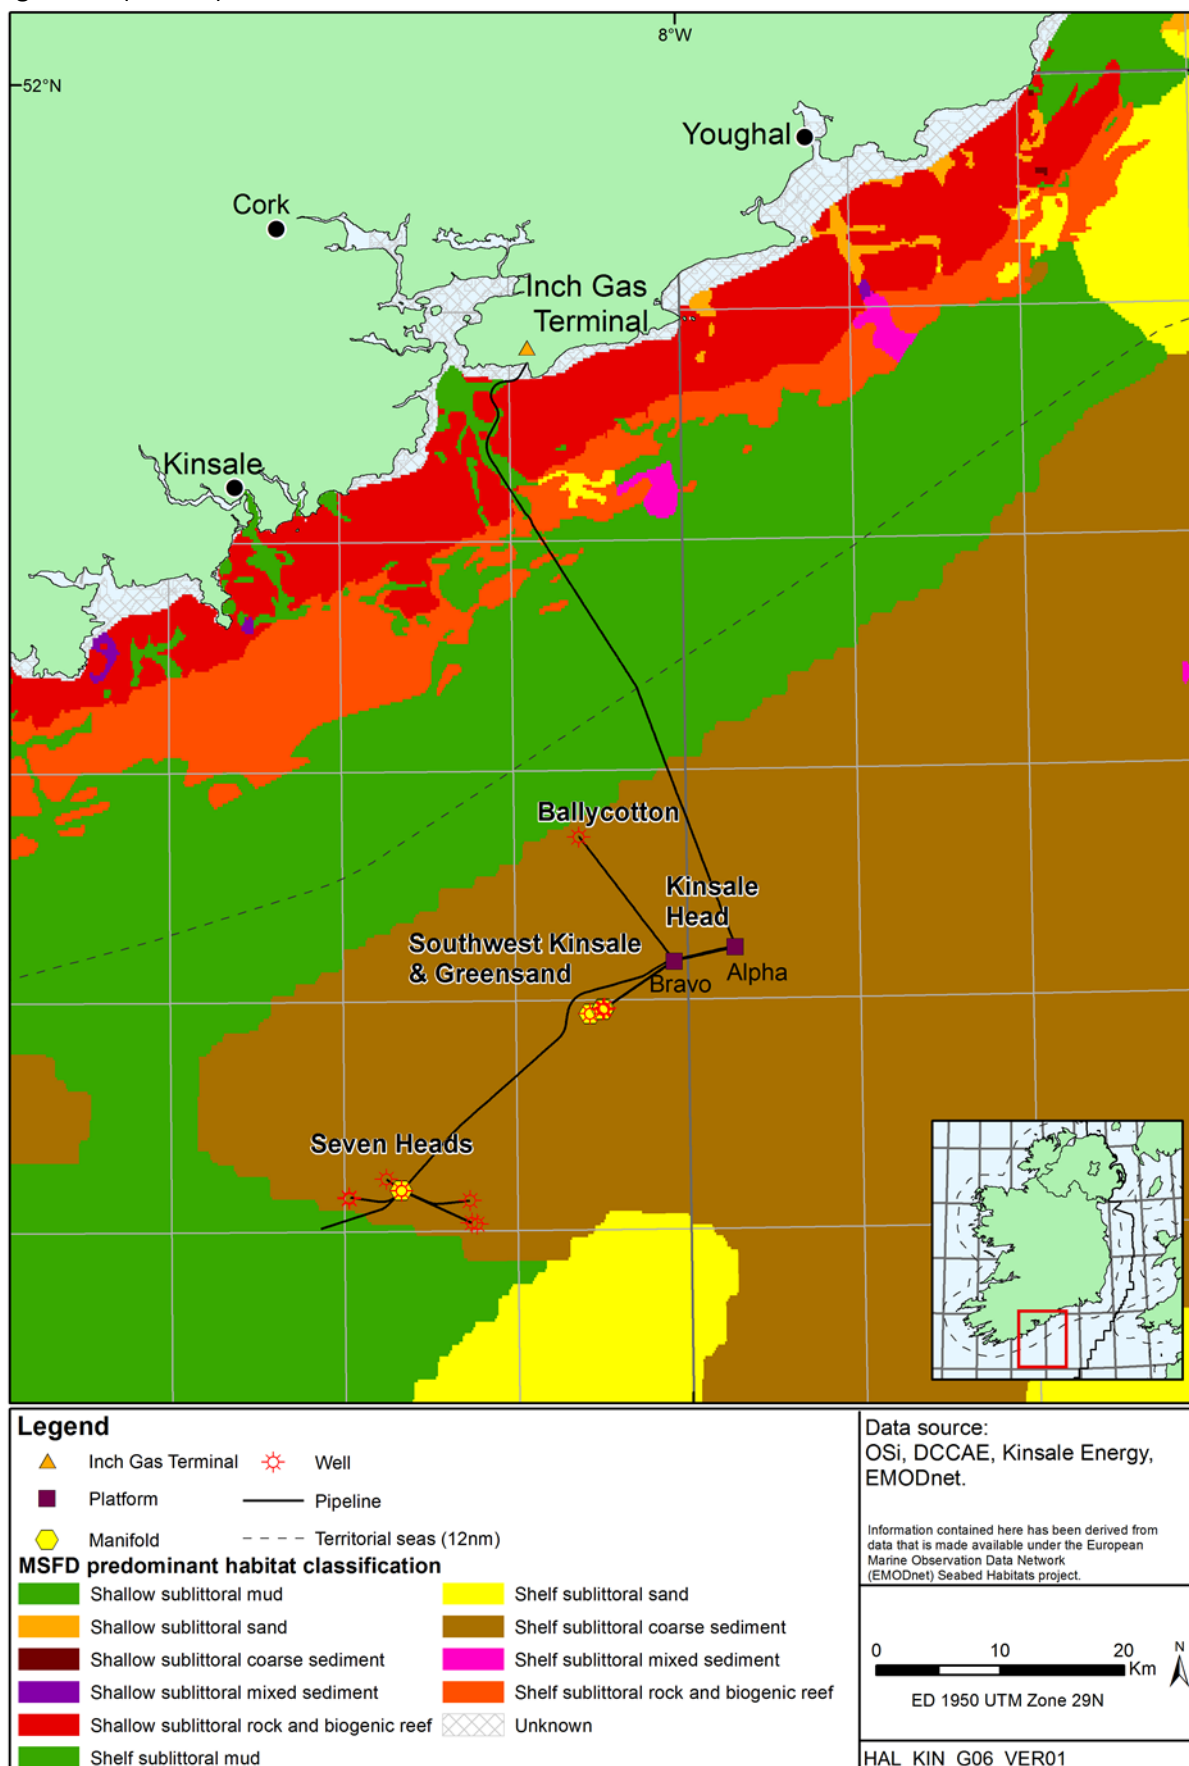 8°W
52°N
Youghal
Cork
Inch Gas
Terminal
Kinsale
Ballycotton
Kinsale
Head
Southwest Kinsale
& Greensand
Bravo
Alpha
Seven Heads
Legend
Inch Gas Terminal
Well
Platform
Pipeline
Manifold
Territorial seas (12nm)
MSFD predominant habitat classification
Shallow sublittoral mud
Shallow sublittoral sand
Shallow sublittoral coarse sediment
Shallow sublittoral mixed sediment
Shallow sublittoral rock and biogenic reef
Shelf sublittoral mud
Shelf sublittoral sand
Shelf sublittoral coarse sediment
Shelf sublittoral mixed sediment
Shelf sublittoral rock and biogenic reef
Unknown
Data source:
OSi, DCCAE, Kinsale Energy,
EMODnet.
Information contained here has been derived from
data that is made available under the European
Marine Observation Data Network
(EMODnet) Seabed Habitats project.
0 10 20
Km
N
ED 1950 UTM Zone 29N
HAL_KIN_G06_VER01